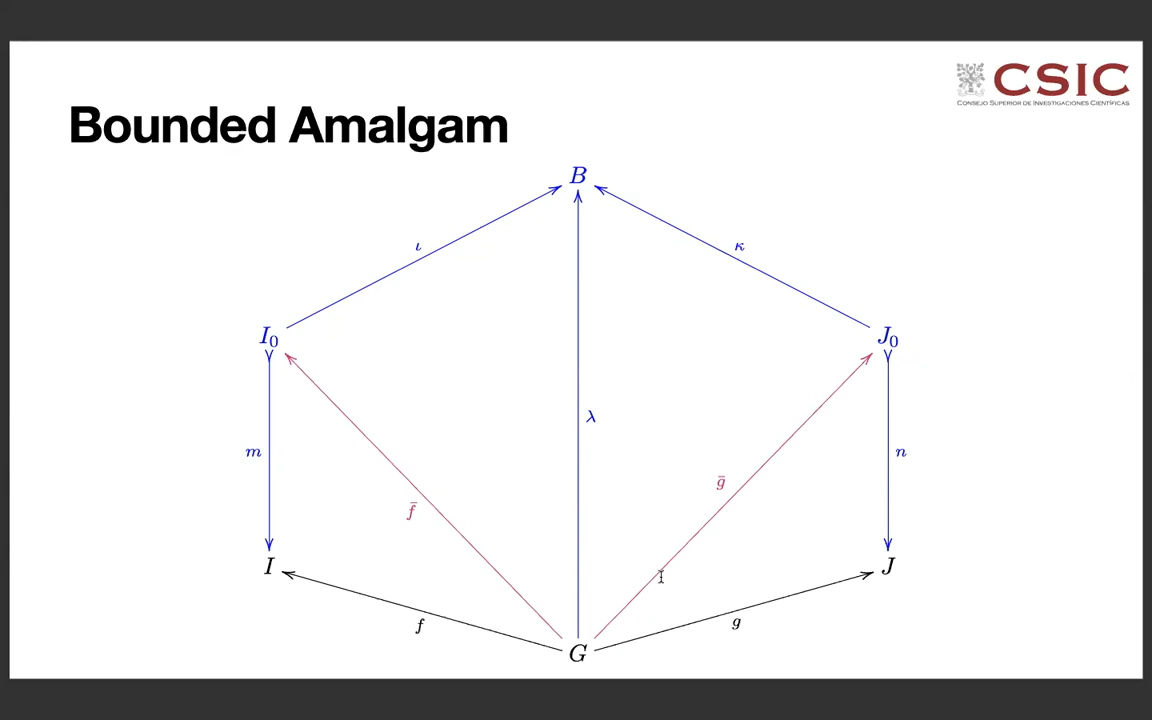 CSIC
CONSEJO SUPERIOR DE INVESTIGACIONES CIENTÍFICAS
Bounded Amalgam
B
ι
κ
I₀
J₀
λ
m
n
ḡ
f̄
I
J
f
g
G